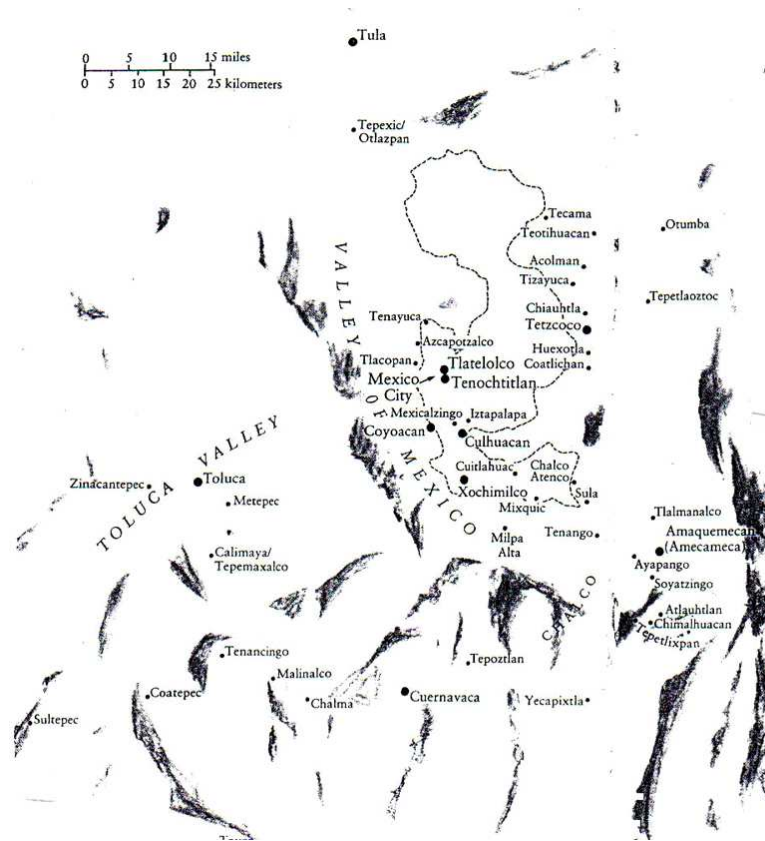 Tula
0 5 10 15 miles
0 5 10 15 20 25 kilometers
Tepexic/
Otlazpan
Tecama
Teotihuacan
Otumba
Acolman
Tizayuca
Tepetlaoztoc
Chiauhtla
Tetzcoco
Huexotla
Coatlichan
Tenayuca
Azcapotzalco
Tlacopan
Tlatelolco
Mexico
City
Tenochtitlan
VALLEY OF MEXICO
Mexicalzingo
Iztapalapa
Coyoacan
Culhuacan
TOLUCA VALLEY
Zinacantepec
Toluca
Metepec
Cuitlahuac
Chalco
Atenco
Xochimilco
Sula
Mixquic
Calimaya/
Tepemaxalco
Milpa
Alta
Tenango
Tlalmanalco
Amaquemecan
(Amecameca)
Ayapango
Soyatzingo
CHALCO
Atlauhtlan
Chimalhuacan
Tepetlixpan
Tenancingo
Tepoztlan
Malinalco
Coatepec
Chalma
Cuernavaca
Yecapixtla
Sultepec